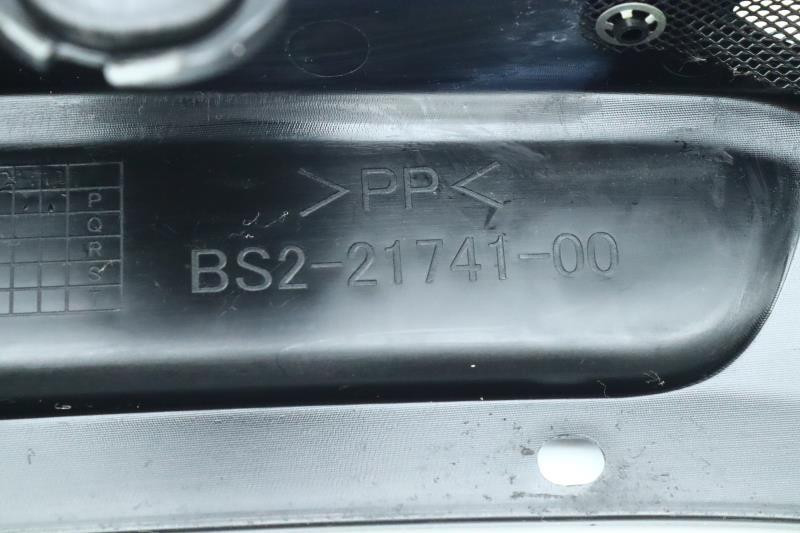 >PP<
BS2-21741-00
P
Q
R
S
T